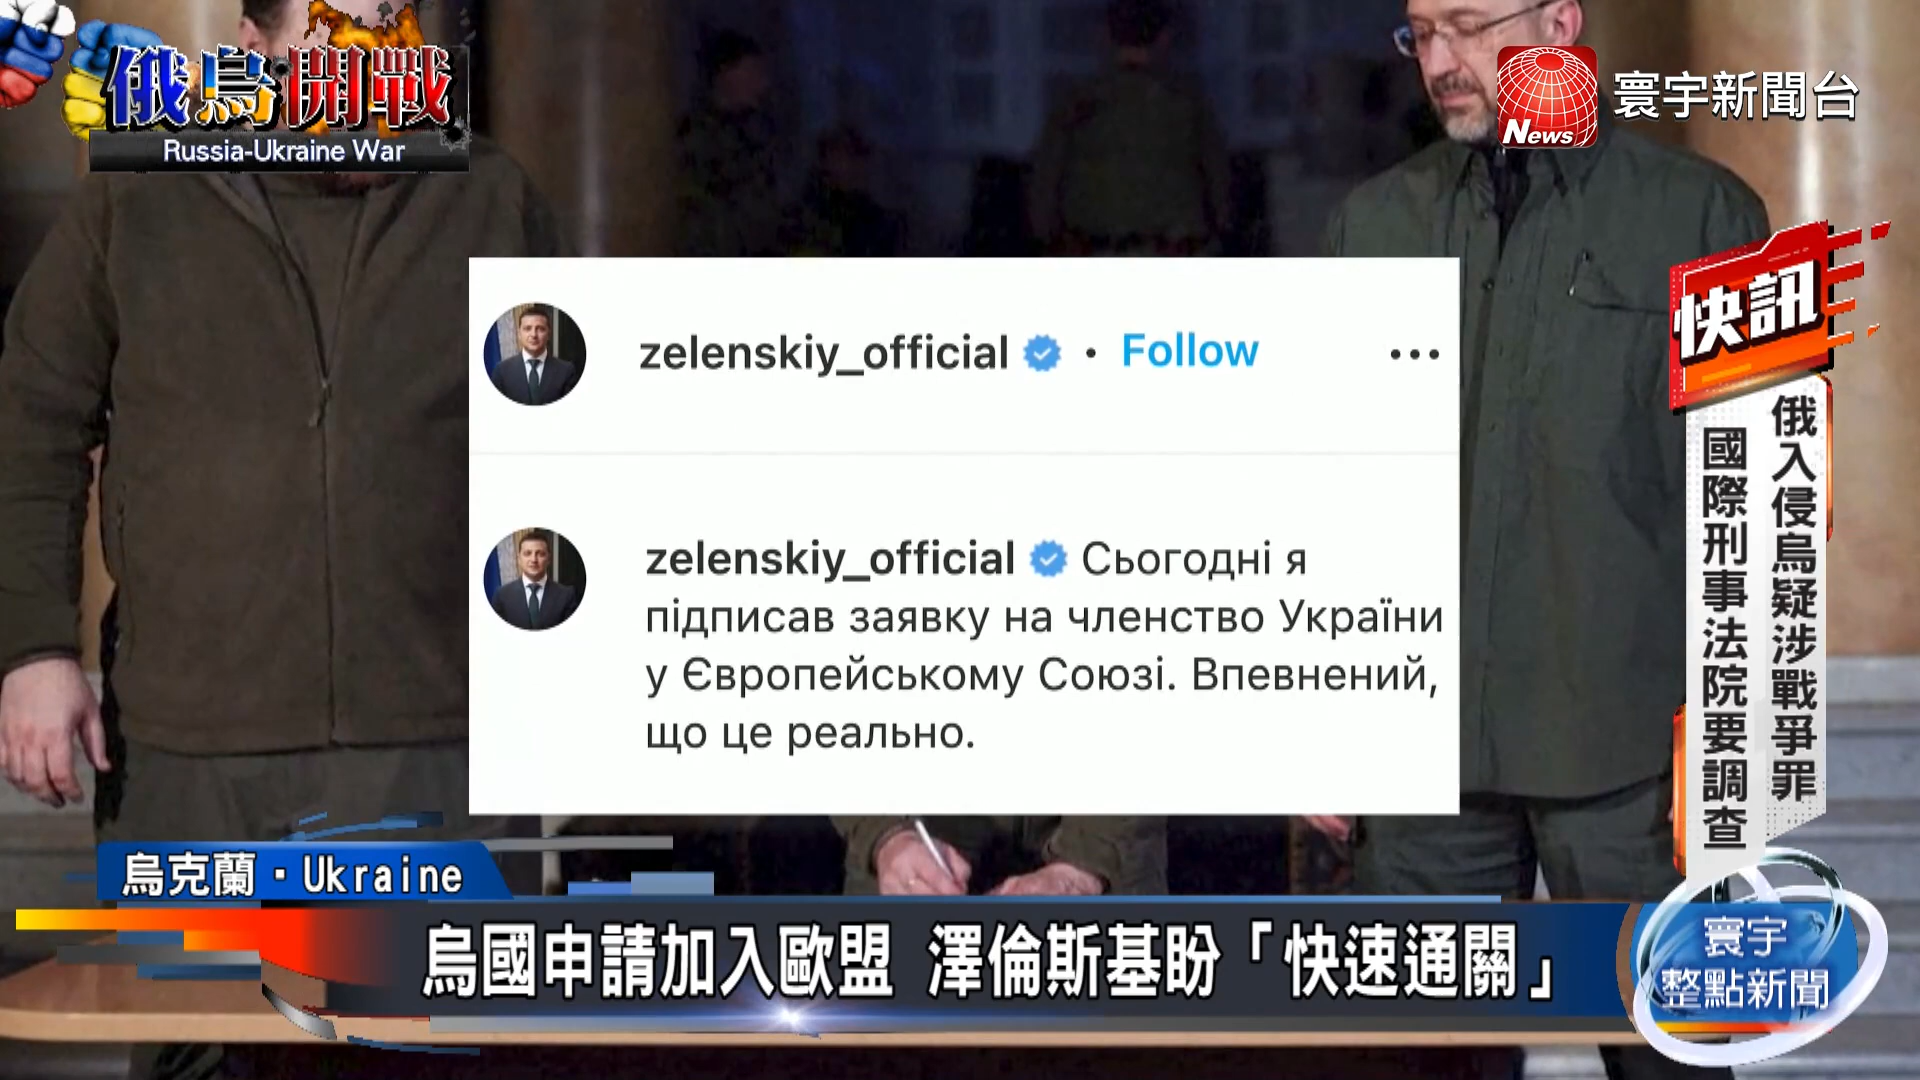 俄烏開戰
Russia-Ukraine War
News
寰宇新聞台
zelenskiy_official • Follow
zelenskiy_official Сьогодні я
підписав заявку на членство України
у Європейському Союзі. Впевнений,
що це реально.
快訊
俄入侵烏疑涉戰爭罪
國際刑事法院要調查
烏克蘭·Ukraine
烏國申請加入歐盟 澤倫斯基盼「快速通關」
寰宇
整點新聞